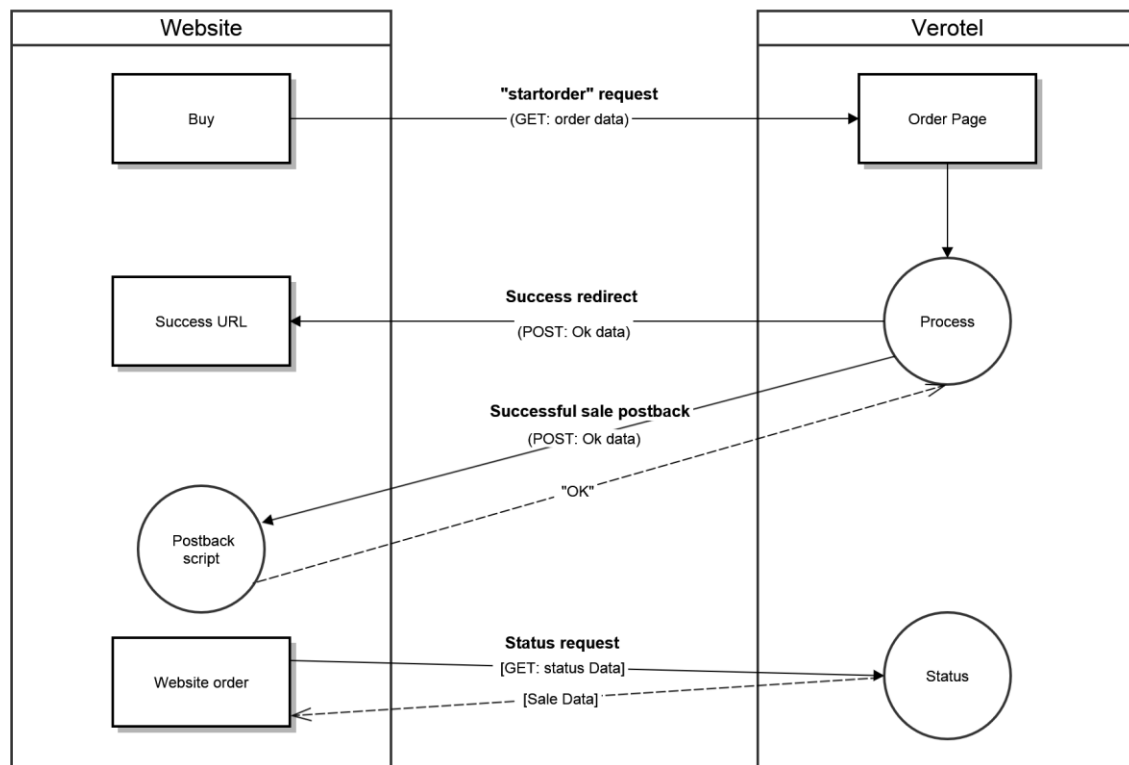 Website
Verotel
"startorder" request
Buy
(GET: order data)
Order Page
Success redirect
Success URL
(POST: Ok data)
Process
Successful sale postback
(POST: Ok data)
"OK"
Postback
script
Status request
[GET: status Data]
Website order
Status
[Sale Data]